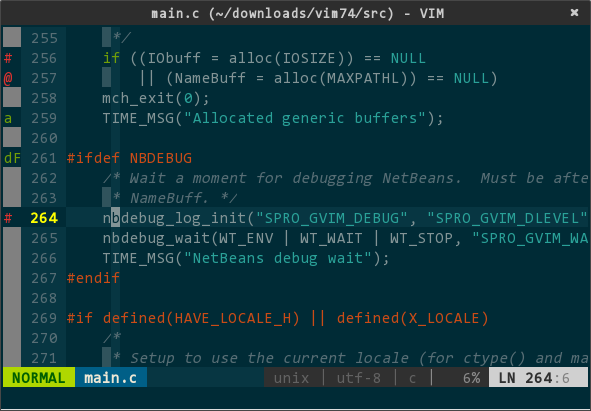 main.c (~/downloads/vim74/src) - VIM ×
255 */
# 256 if ((IObuff = alloc(IOSIZE)) == NULL
@ 257 || (NameBuff = alloc(MAXPATHL)) == NULL)
258 mch_exit(0);
a 259 TIME_MSG("Allocated generic buffers");
260
dF 261 #ifdef NBDEBUG
262 /* Wait a moment for debugging NetBeans.  Must be afte
263 * NameBuff. */
# 264 nbdebug_log_init("SPRO_GVIM_DEBUG", "SPRO_GVIM_DLEVEL"
265 nbdebug_wait(WT_ENV | WT_WAIT | WT_STOP, "SPRO_GVIM_WA
266 TIME_MSG("NetBeans debug wait");
267 #endif
268
269 #if defined(HAVE_LOCALE_H) || defined(X_LOCALE)
270 /*
271 * Setup to use the current locale (for ctype() and ma
NORMAL main.c unix | utf-8 | c | 6% LN 264:6